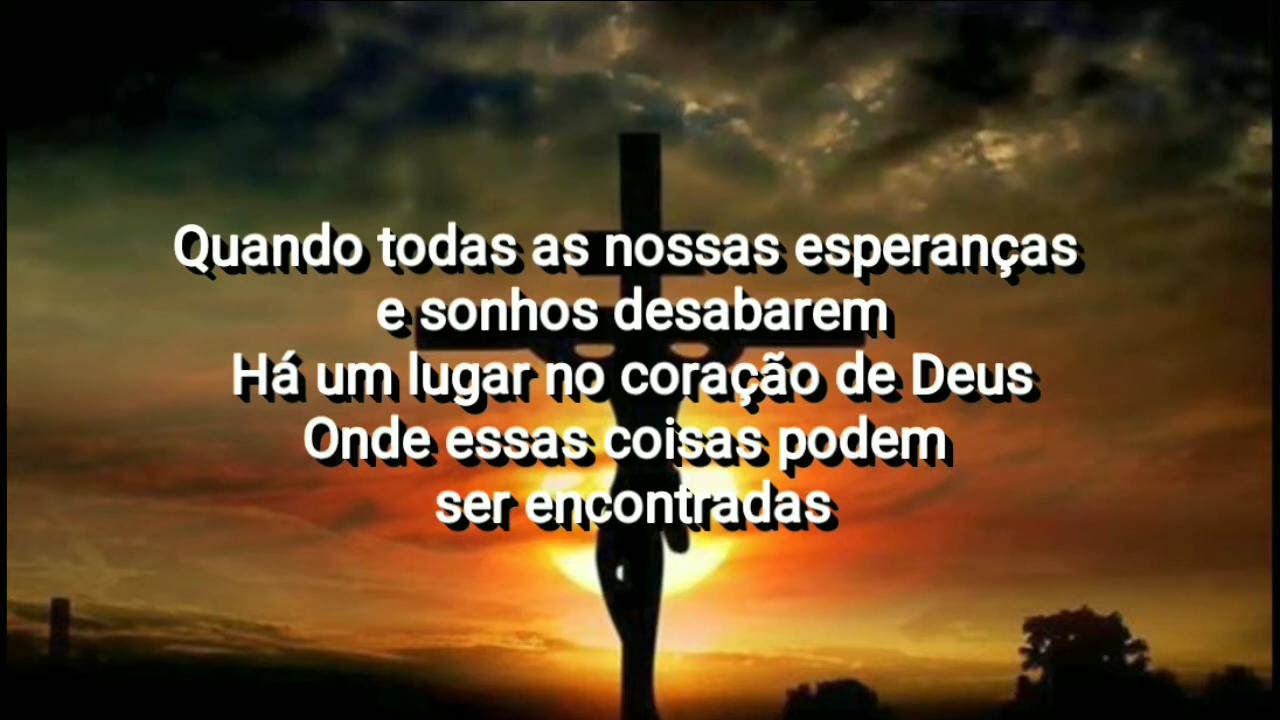 Quando todas as nossas esperanças
e sonhos desabarem
Há um lugar no coração de Deus
Onde essas coisas podem
ser encontradas